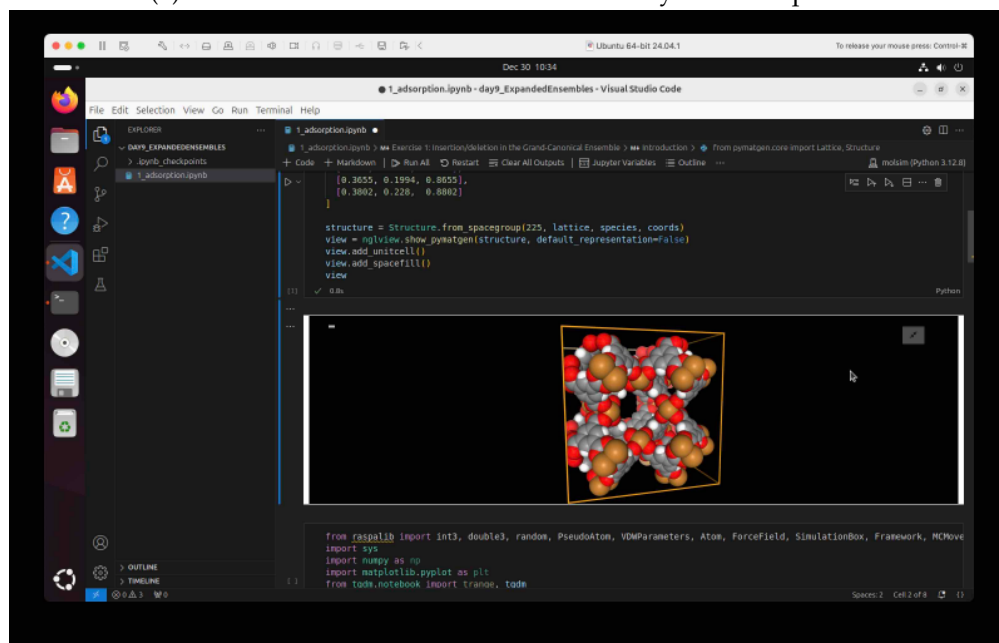 Ubuntu 64-bit 24.04.1
To release your mouse press: Control-⌘
Dec 30 10:34
● 1_adsorption.ipynb - day9_ExpandedEnsembles - Visual Studio Code
File Edit Selection View Go Run Terminal Help
EXPLORER ...
1_adsorption.ipynb ●
DAY9_EXPANDEDENSEMBLES
1_adsorption.ipynb > M↓ Exercise 1: Insertion/deletion in the Grand-Canonical Ensemble > M↓ Introduction > from pymatgen.core import Lattice, Structure
> .ipynb_checkpoints
+ Code + Markdown | Run All Restart Clear All Outputs | Jupyter Variables Outline ... molsim (Python 3.12.8)
1_adsorption.ipynb
[0.3655, 0.1994, 0.8655],
[0.3802, 0.228, 0.8802]
]
structure = Structure.from_spacegroup(225, lattice, species, coords)
view = nglview.show_pymatgen(structure, default_representation=False)
view.add_unitcell()
view.add_spacefill()
view
[1] ✓ 0.8s Python
from raspalib import int3, double3, random, PseudoAtom, VDWParameters, Atom, ForceField, SimulationBox, Framework, MCMove
import sys
import numpy as np
import matplotlib.pyplot as plt
[ ] from tqdm.notebook import trange, tqdm
> OUTLINE
> TIMELINE
0 3 0 Spaces: 2 Cell 2 of 8